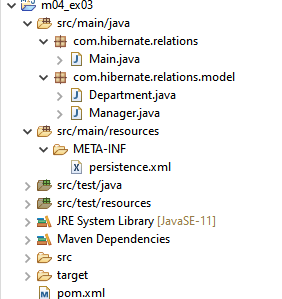 m04_ex03
src/main/java
com.hibernate.relations
Main.java
com.hibernate.relations.model
Department.java
Manager.java
src/main/resources
META-INF
persistence.xml
src/test/java
src/test/resources
JRE System Library [JavaSE-11]
Maven Dependencies
src
target
pom.xml